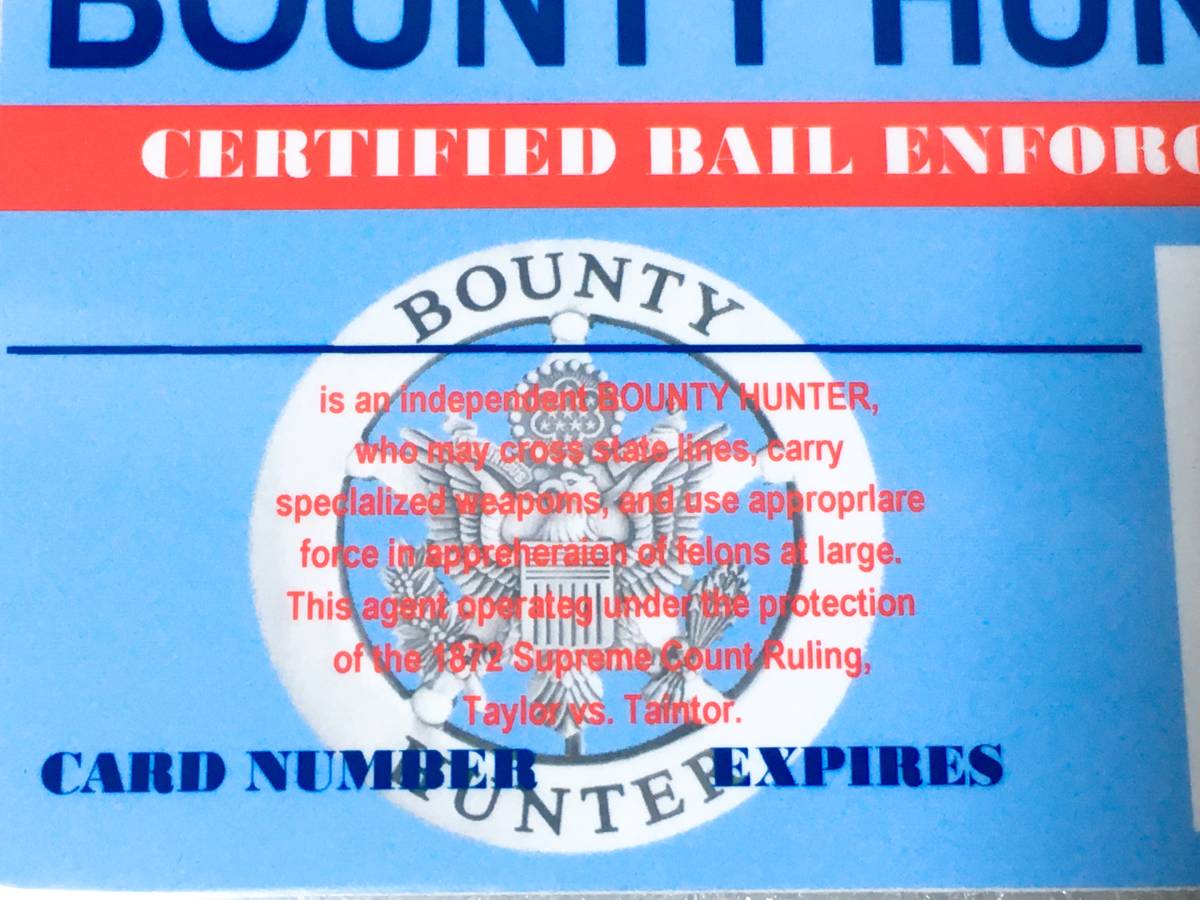 BOUNTY HUN
CERTIFIED BAIL ENFORC
BOUNTY
is an independent BOUNTY HUNTER,
who may cross state lines, carry
speclalized weapoms, and use approprlare
force in appreheraion of felons at large.
This agent operateg under the protection
of the 1872 Supreme Count Ruling,
Taylor vs. Taintor.
CARD NUMBER EXPIRES
HUNTER